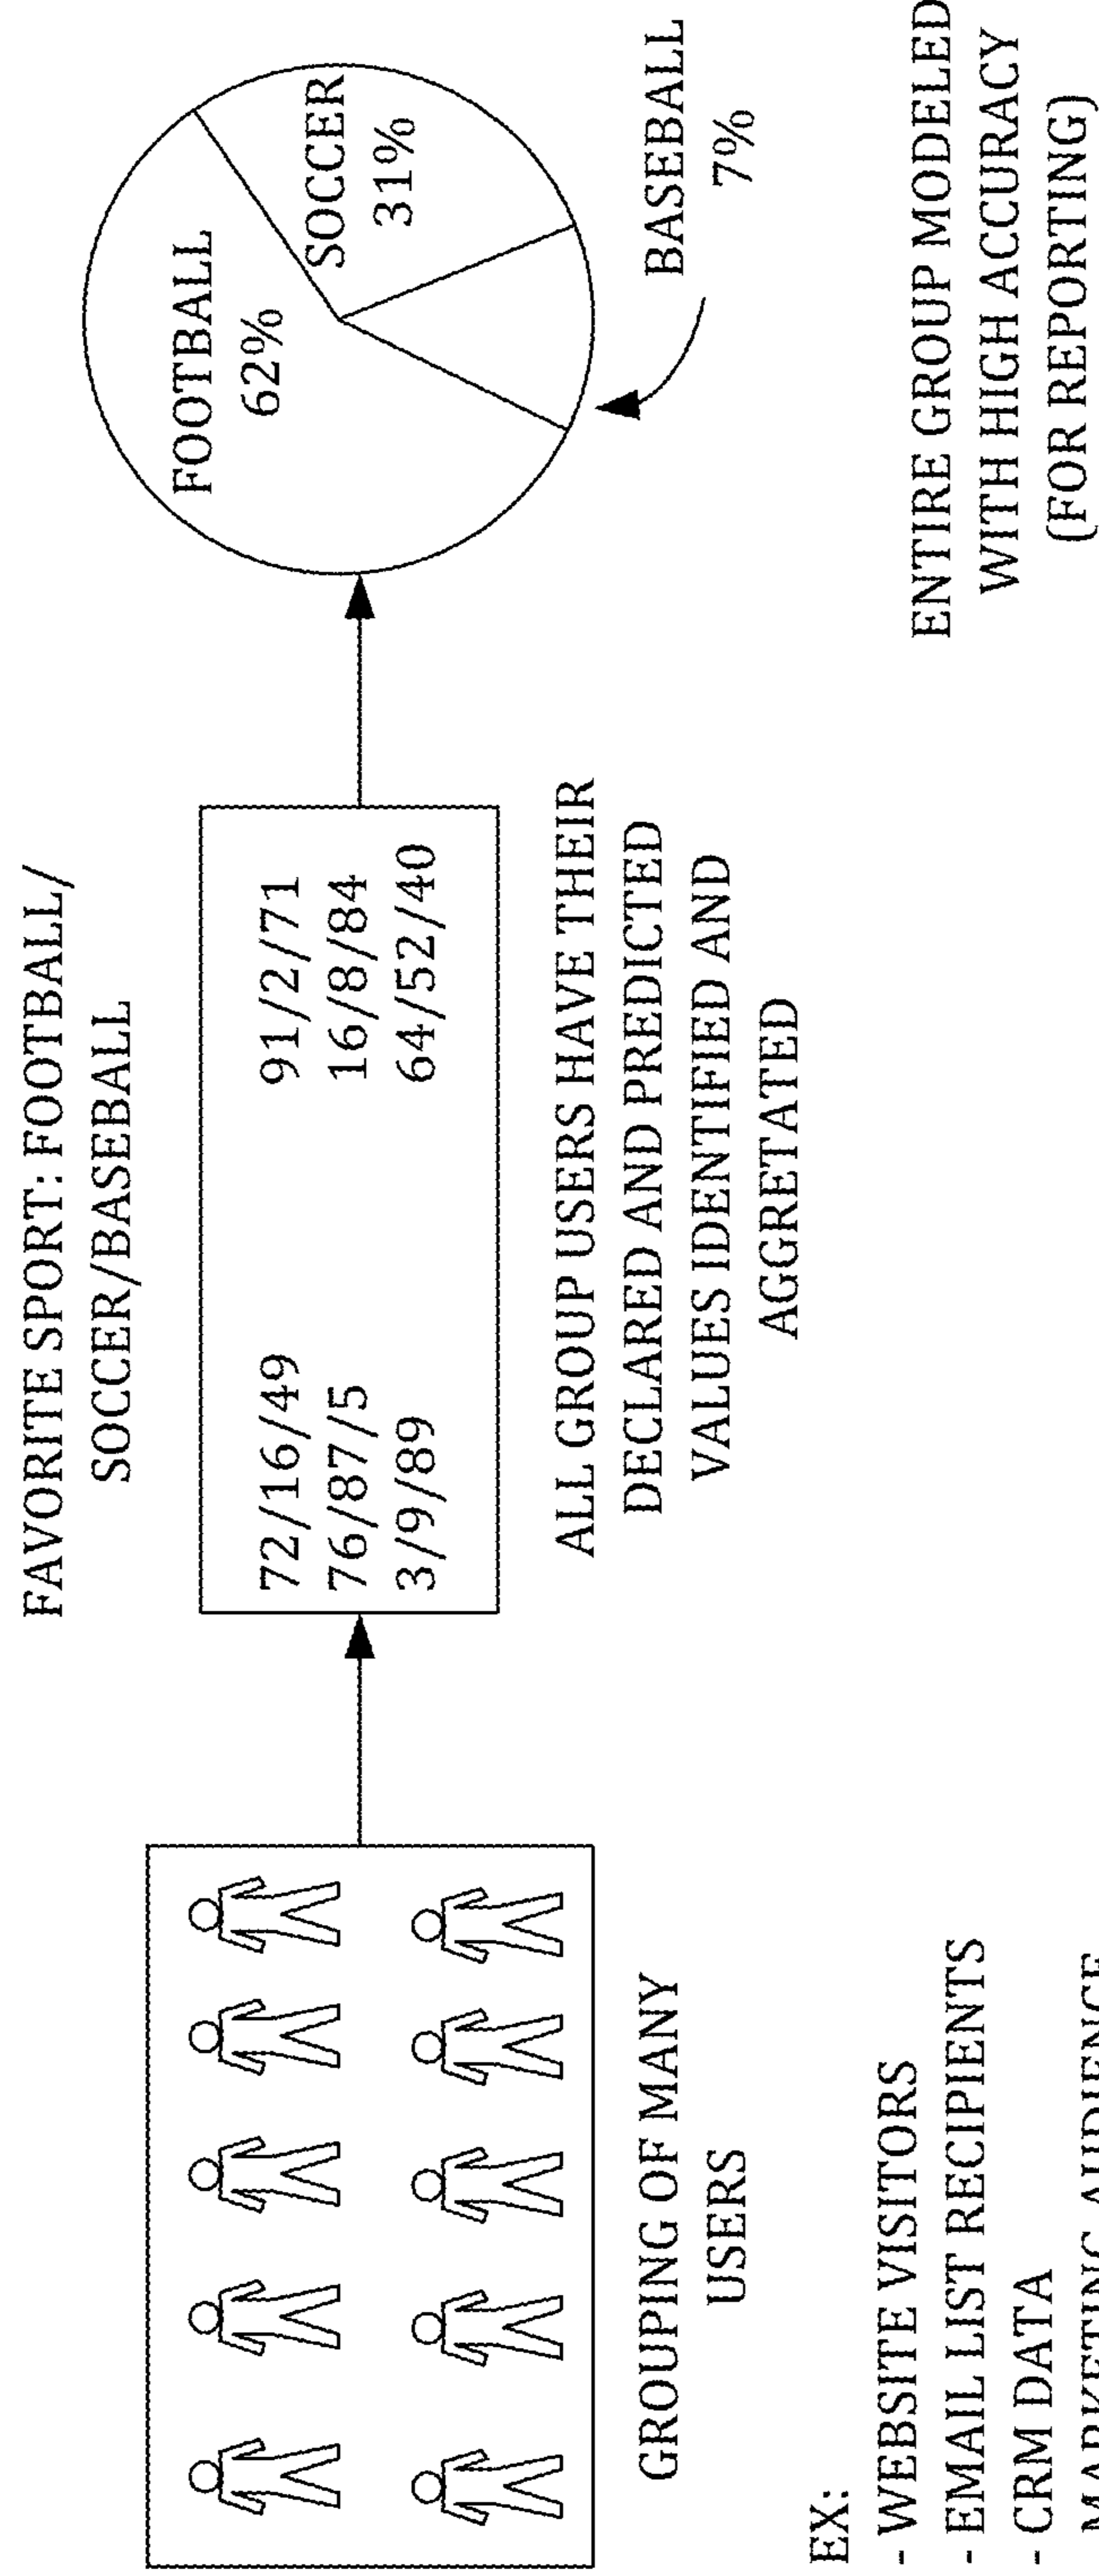 FAVORITE SPORT: FOOTBALL/
SOCCER/BASEBALL
72/16/49
91/2/71
76/87/5
16/8/84
3/9/89
64/52/40
FOOTBALL
62%
SOCCER
31%
BASEBALL
7%
GROUPING OF MANY
USERS
EX:
- WEBSITE VISITORS
- EMAIL LIST RECIPIENTS
- CRM DATA
MARKETING AUDIENCE
ALL GROUP USERS HAVE THEIR
DECLARED AND PREDICTED
VALUES IDENTIFIED AND
AGGRETATED
ENTIRE GROUP MODELED
WITH HIGH ACCURACY
(FOR REPORTING)